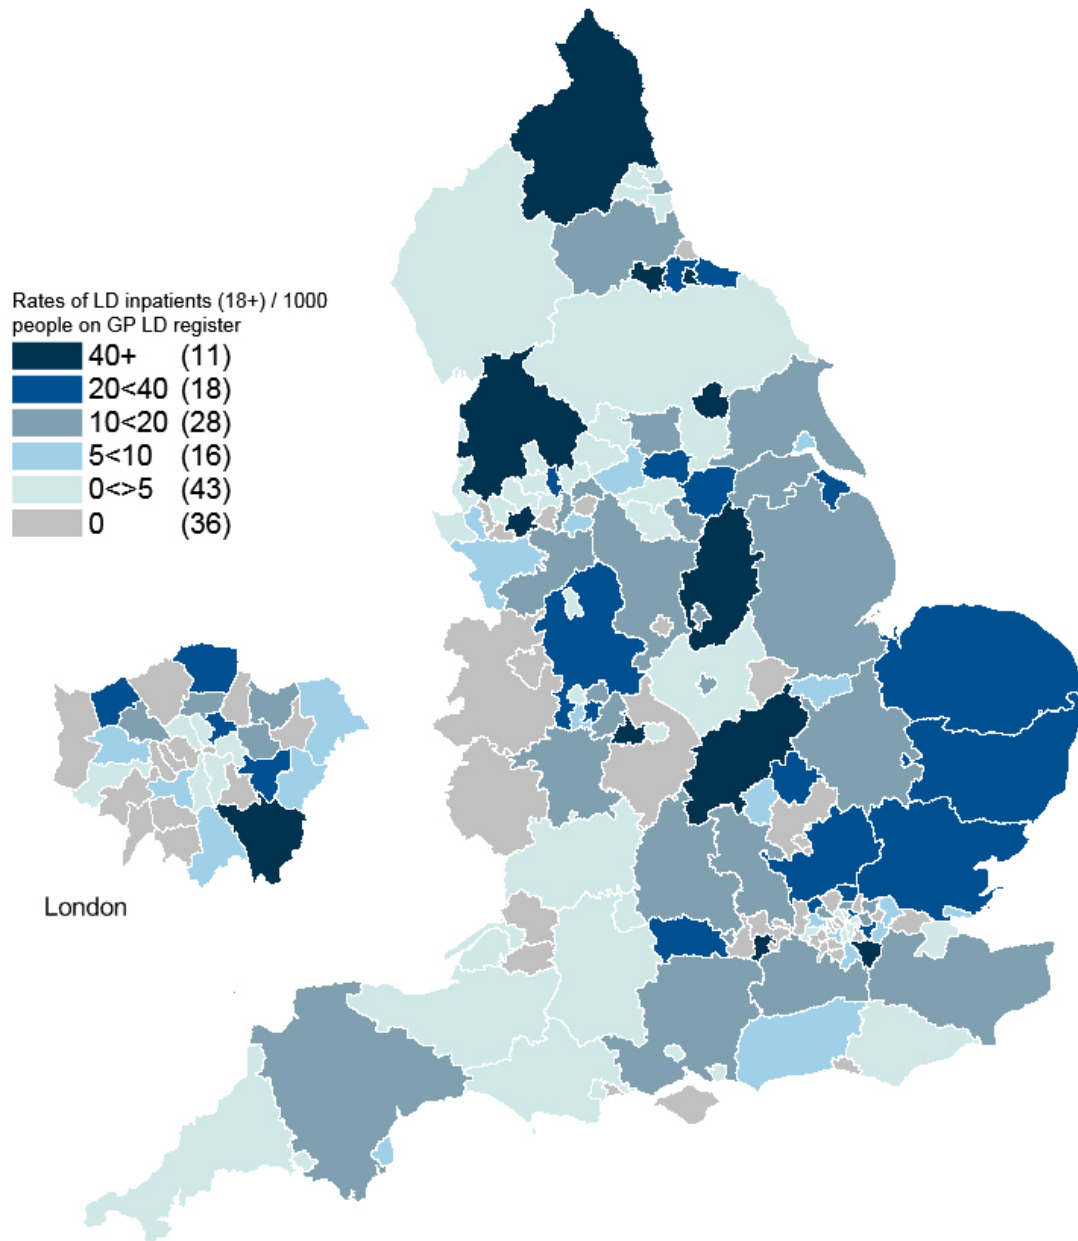 Rates of LD inpatients (18+) / 1000
people on GP LD register
40+ (11)
20<40 (18)
10<20 (28)
5<10 (16)
0<>5 (43)
0 (36)
London